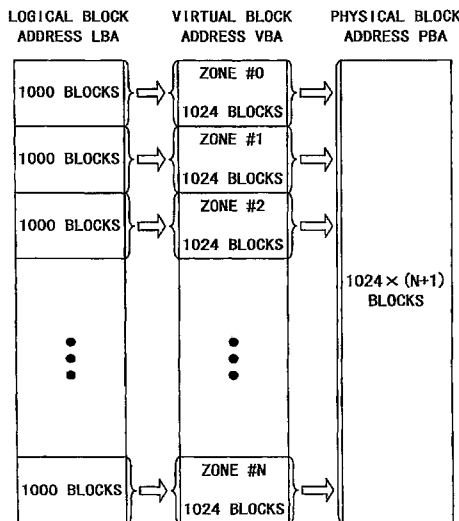 LOGICAL BLOCK
ADDRESS LBA
VIRTUAL BLOCK
ADDRESS VBA
PHYSICAL BLOCK
ADDRESS PBA
1000 BLOCKS
ZONE #0
1024 BLOCKS
1000 BLOCKS
ZONE #1
1024 BLOCKS
1000 BLOCKS
ZONE #2
1024 BLOCKS
1024×(N+1)
BLOCKS
1000 BLOCKS
ZONE #N
1024 BLOCKS